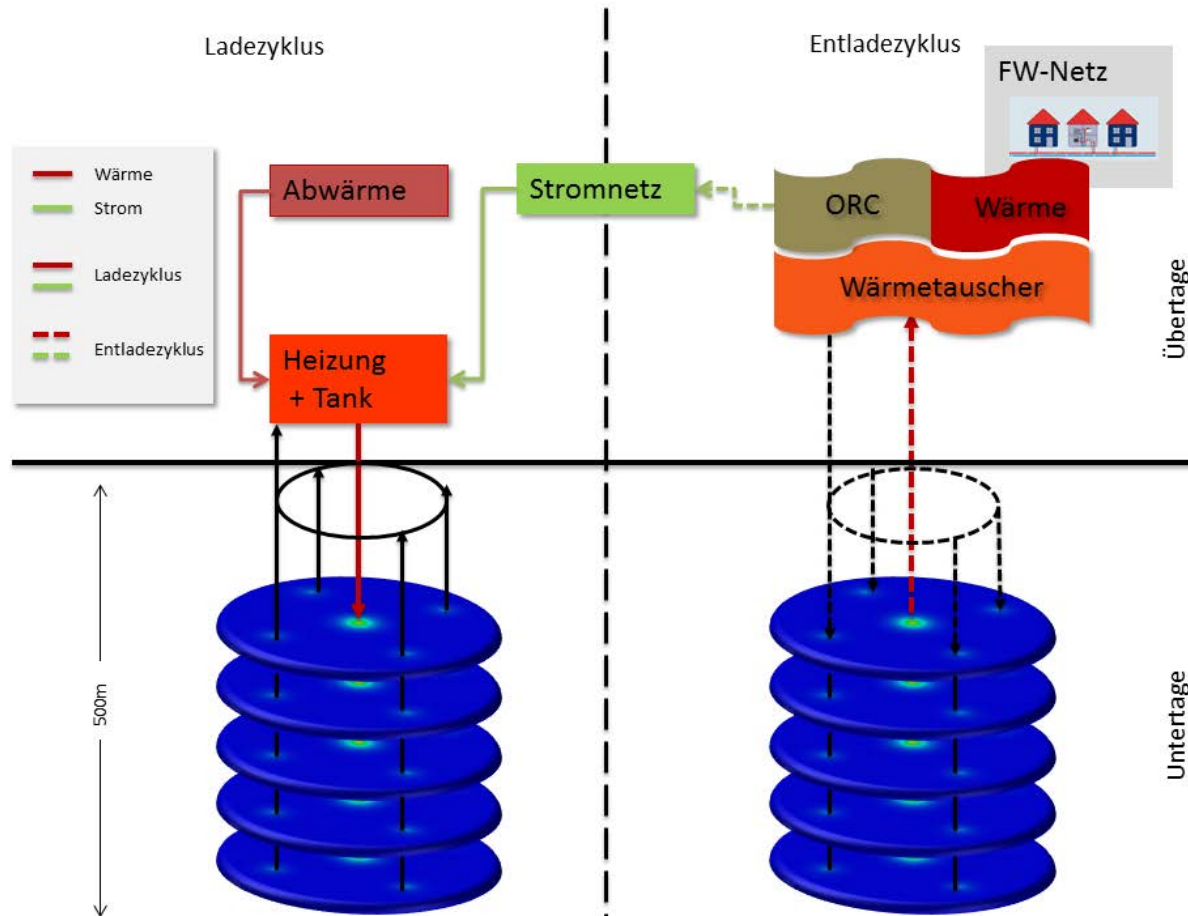 Ladezyklus
Entladezyklus
FW-Netz
Wärme
Strom
Ladezyklus
Entladezyklus
Abwärme
Stromnetz
ORC
Wärme
Wärmetauscher
Heizung
+ Tank
Übertage
500m
Untertage